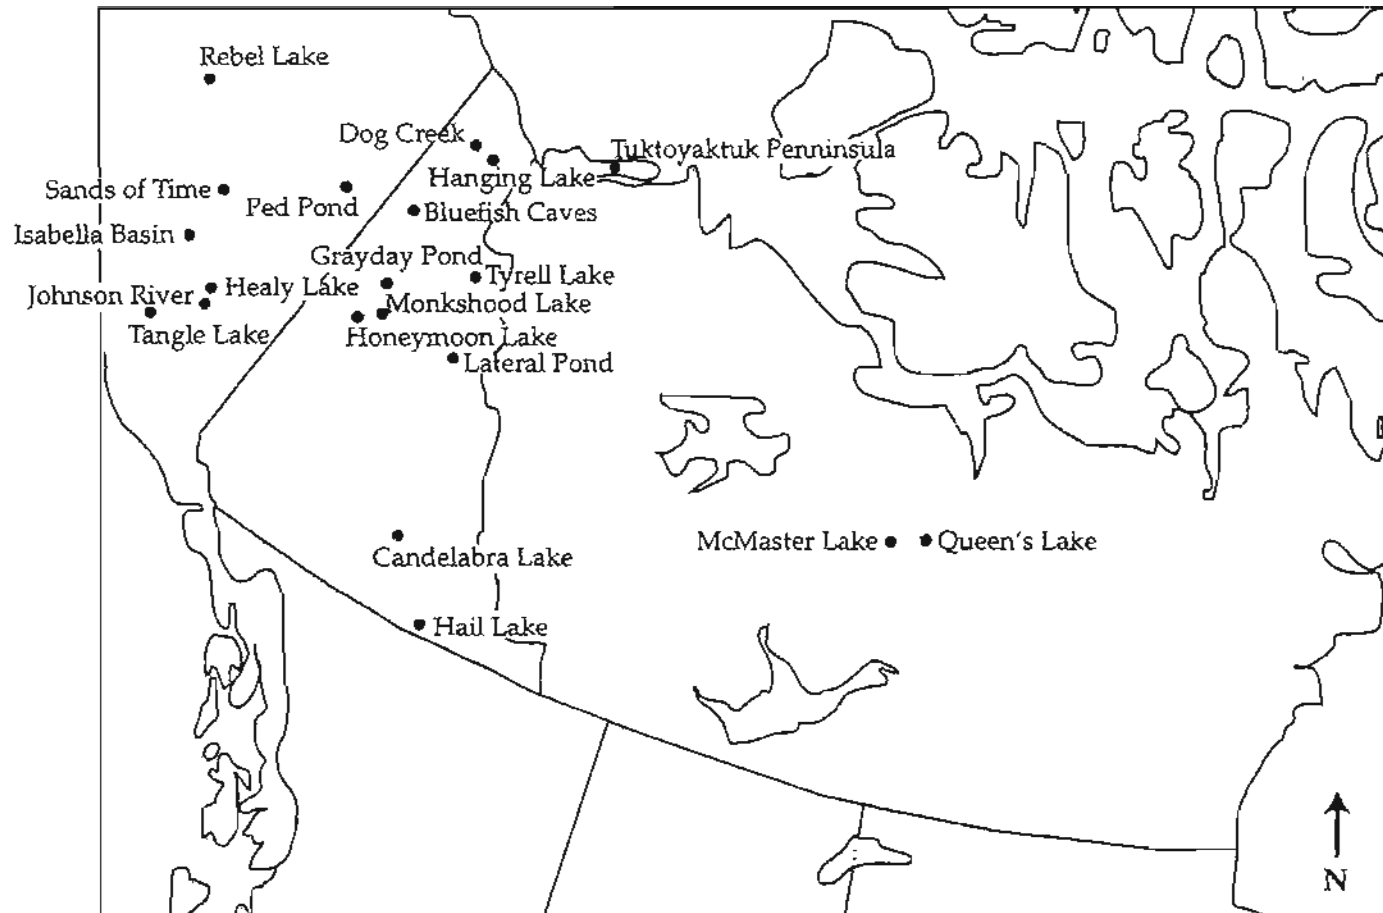 Rebel Lake
Dog Creek
Tuktoyaktuk Penninsula
Hanging Lake
Sands of Time
Ped Pond
Bluefish Caves
Isabella Basin
Grayday Pond
Tyrell Lake
Healy Lake
Johnson River
Monkshood Lake
Tangle Lake
Honeymoon Lake
Lateral Pond
McMaster Lake
Queen's Lake
Candelabra Lake
Hail Lake
N